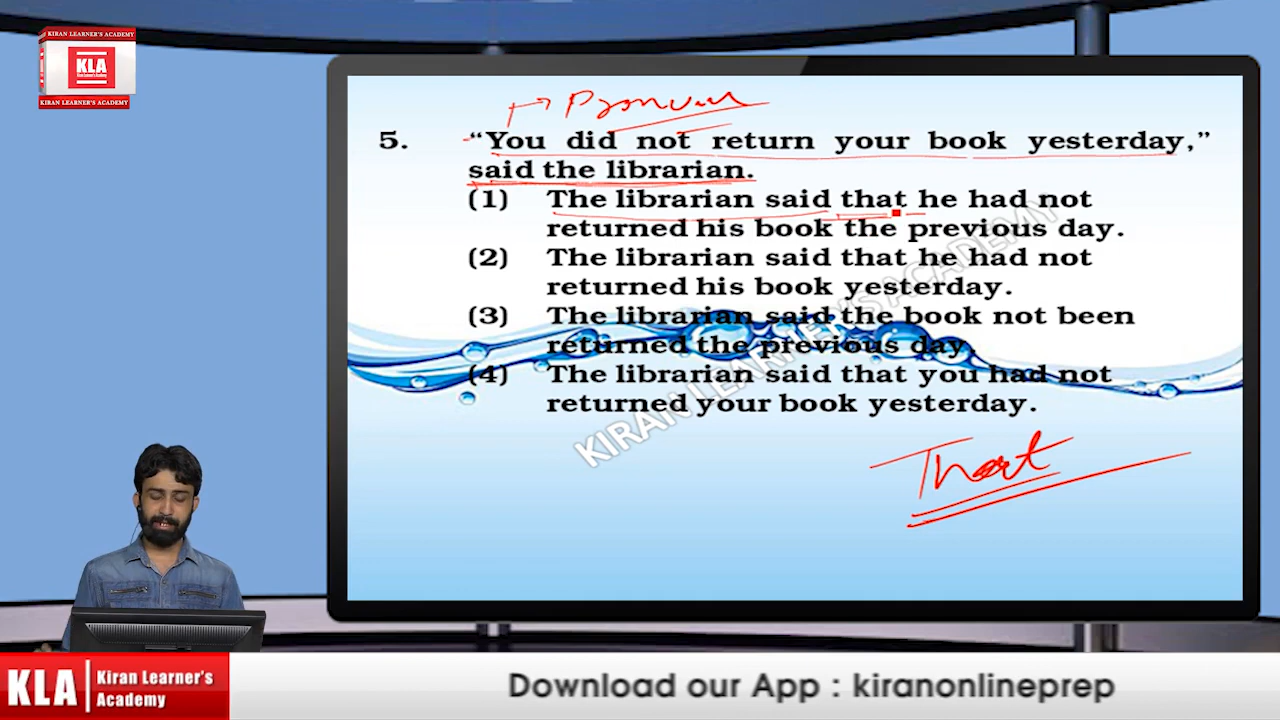 KIRAN LEARNER'S ACADEMY
KLA
Kiran Learner's Academy
KIRAN LEARNER'S ACADEMY
Pronoun
5. “You did not return your book yesterday,”
said the librarian.
(1) The librarian said that he had not
returned his book the previous day.
(2) The librarian said that he had not
returned his book yesterday.
(3) The librarian said the book not been
returned the previous day.
(4) The librarian said that you had not
returned your book yesterday.
KIRAN LEARNER'S ACADEMY
That
KLA
Kiran Learner's
Academy
Download our App : kiranonlineprep